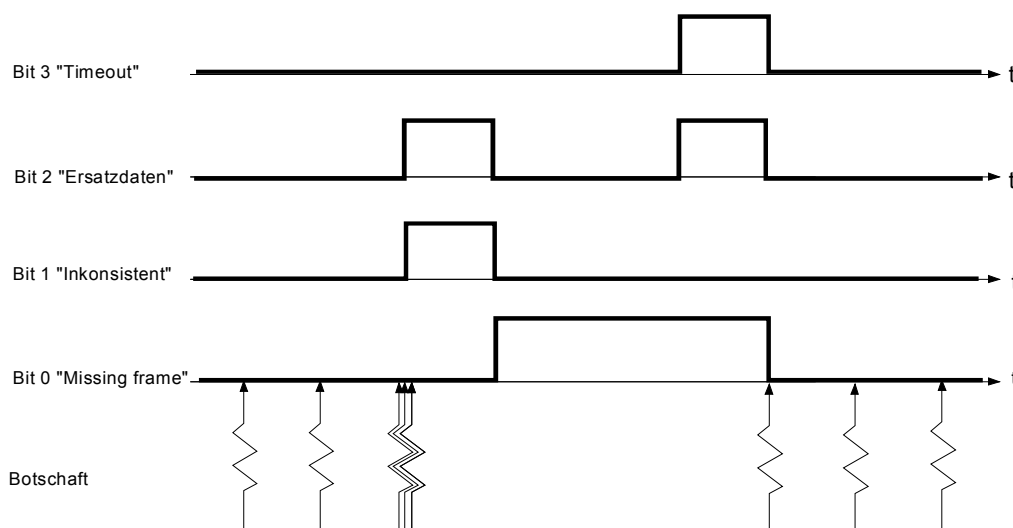 Bit 3 "Timeout"
t
Bit 2 "Ersatzdaten"
t
Bit 1 "Inkonsistent"
t
Bit 0 "Missing frame"
t
Botschaft